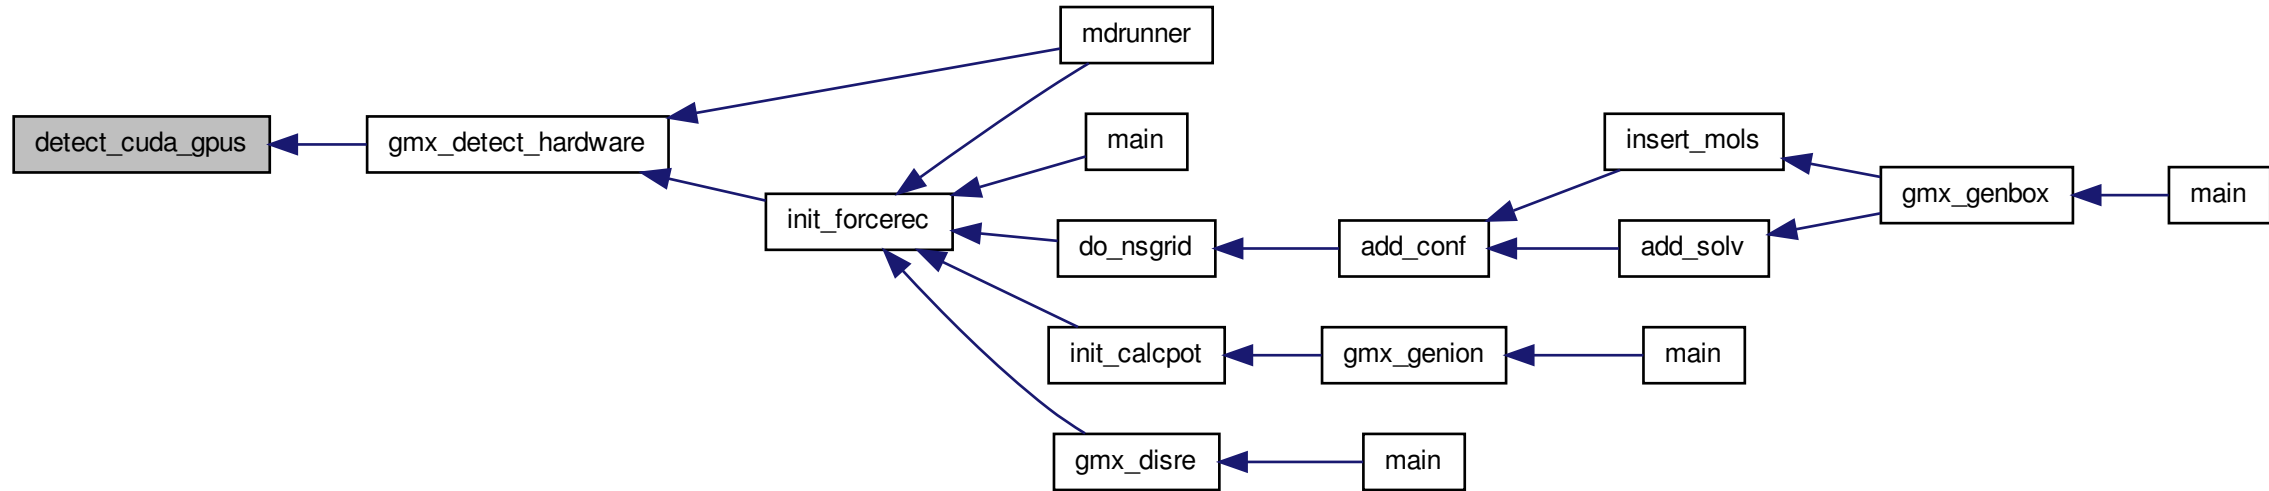 mdrunner
detect_cuda_gpus
gmx_detect_hardware
main
insert_mols
init_forcerec
gmx_genbox
main
do_nsgrid
add_conf
add_solv
init_calcpot
gmx_genion
main
gmx_disre
main